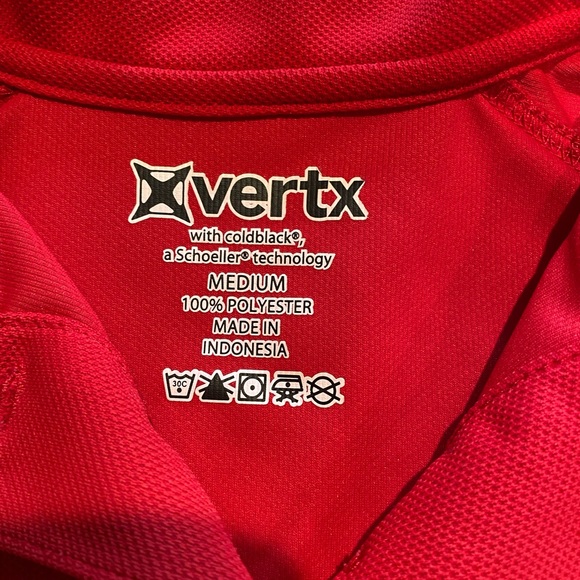 vertx
with coldblack®,
a Schoeller® technology
MEDIUM
100% POLYESTER
MADE IN
INDONESIA
30C